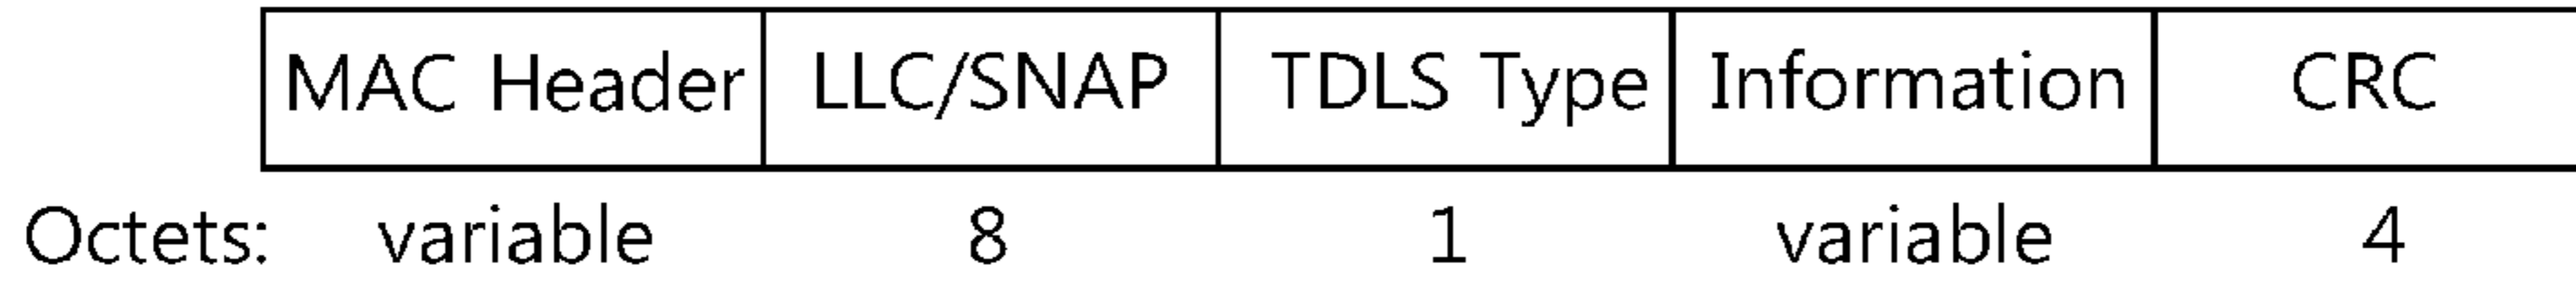 MAC Header LLC/SNAP TDLS Type Information CRC
Octets: variable 8 1 variable 4